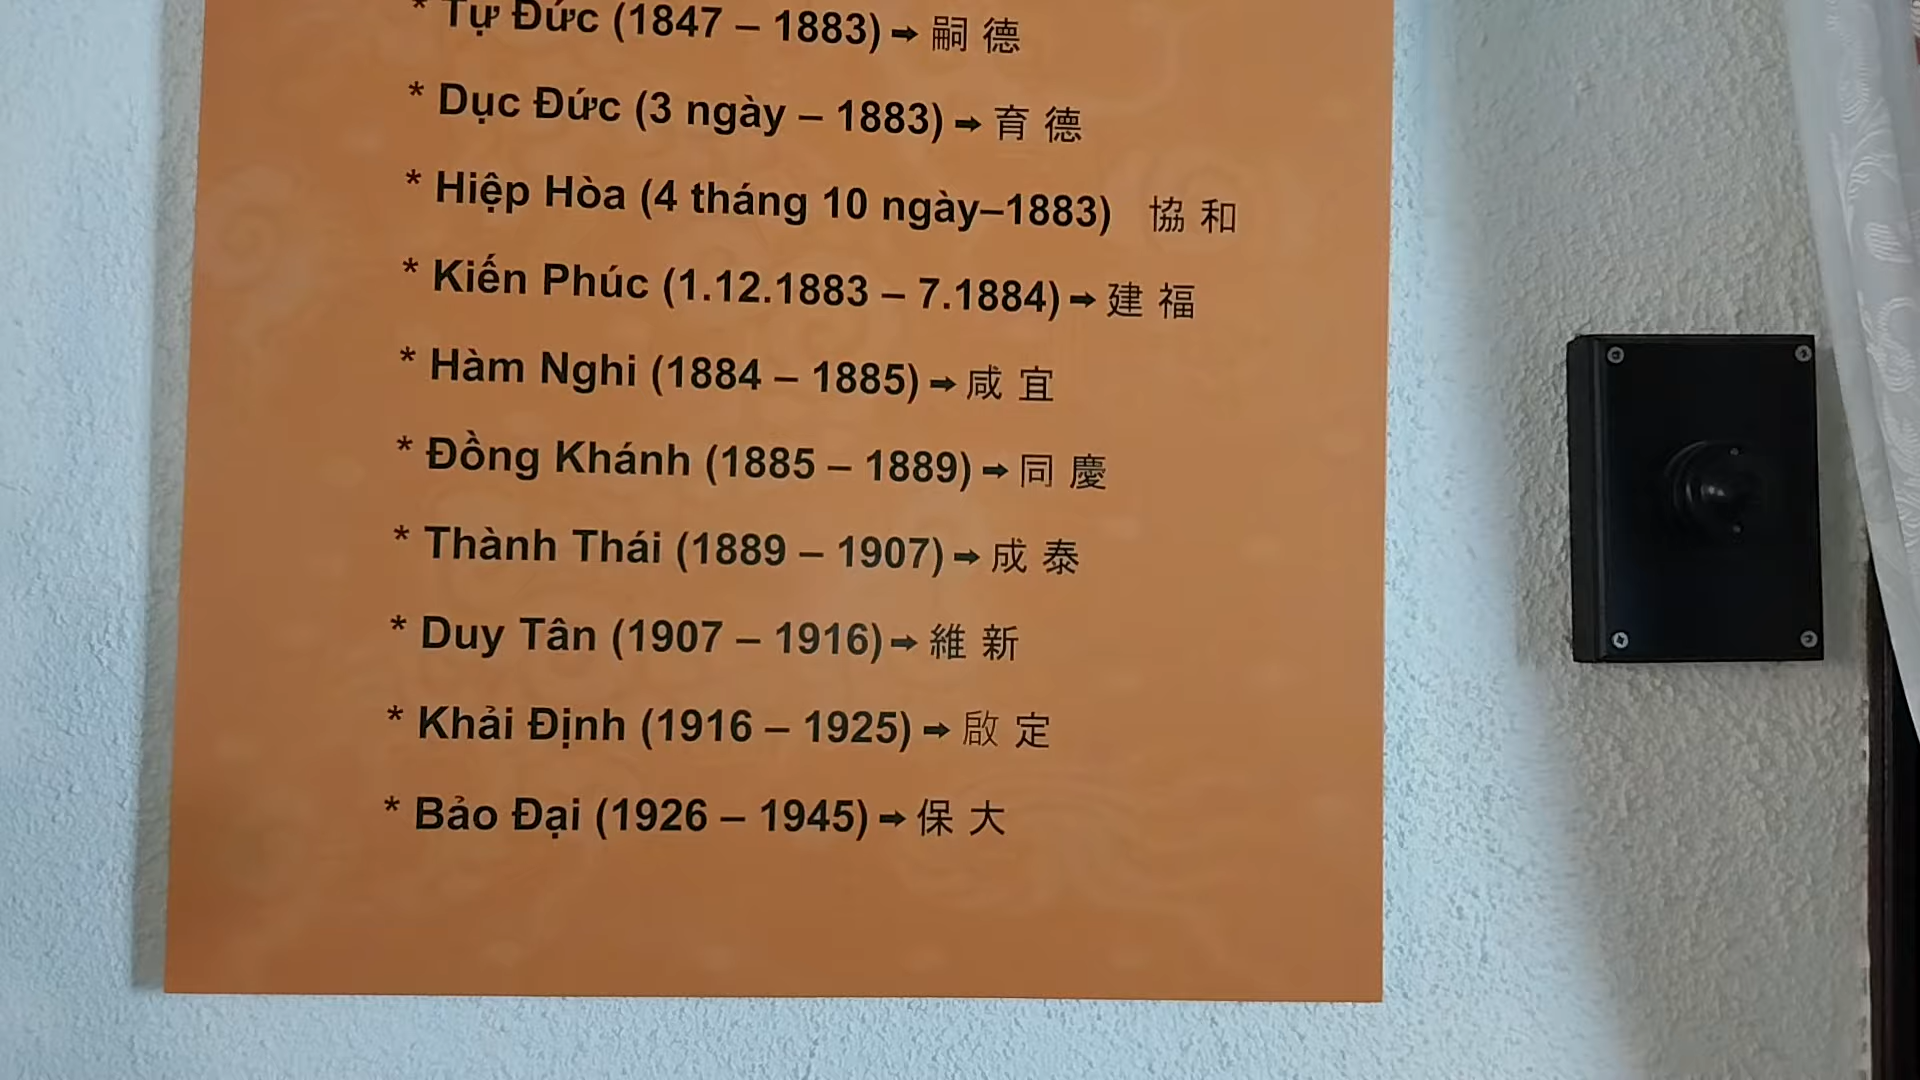 * Tự Đức (1847 – 1883) ➡ 嗣 德
* Dục Đức (3 ngày – 1883) ➡ 育 德
* Hiệp Hòa (4 tháng 10 ngày–1883) 協 和
* Kiến Phúc (1.12.1883 – 7.1884) ➡ 建 福
* Hàm Nghi (1884 – 1885) ➡ 咸 宜
* Đồng Khánh (1885 – 1889) ➡ 同 慶
* Thành Thái (1889 – 1907) ➡ 成 泰
* Duy Tân (1907 – 1916) ➡ 維 新
* Khải Định (1916 – 1925) ➡ 啟 定
* Bảo Đại (1926 – 1945) ➡ 保 大